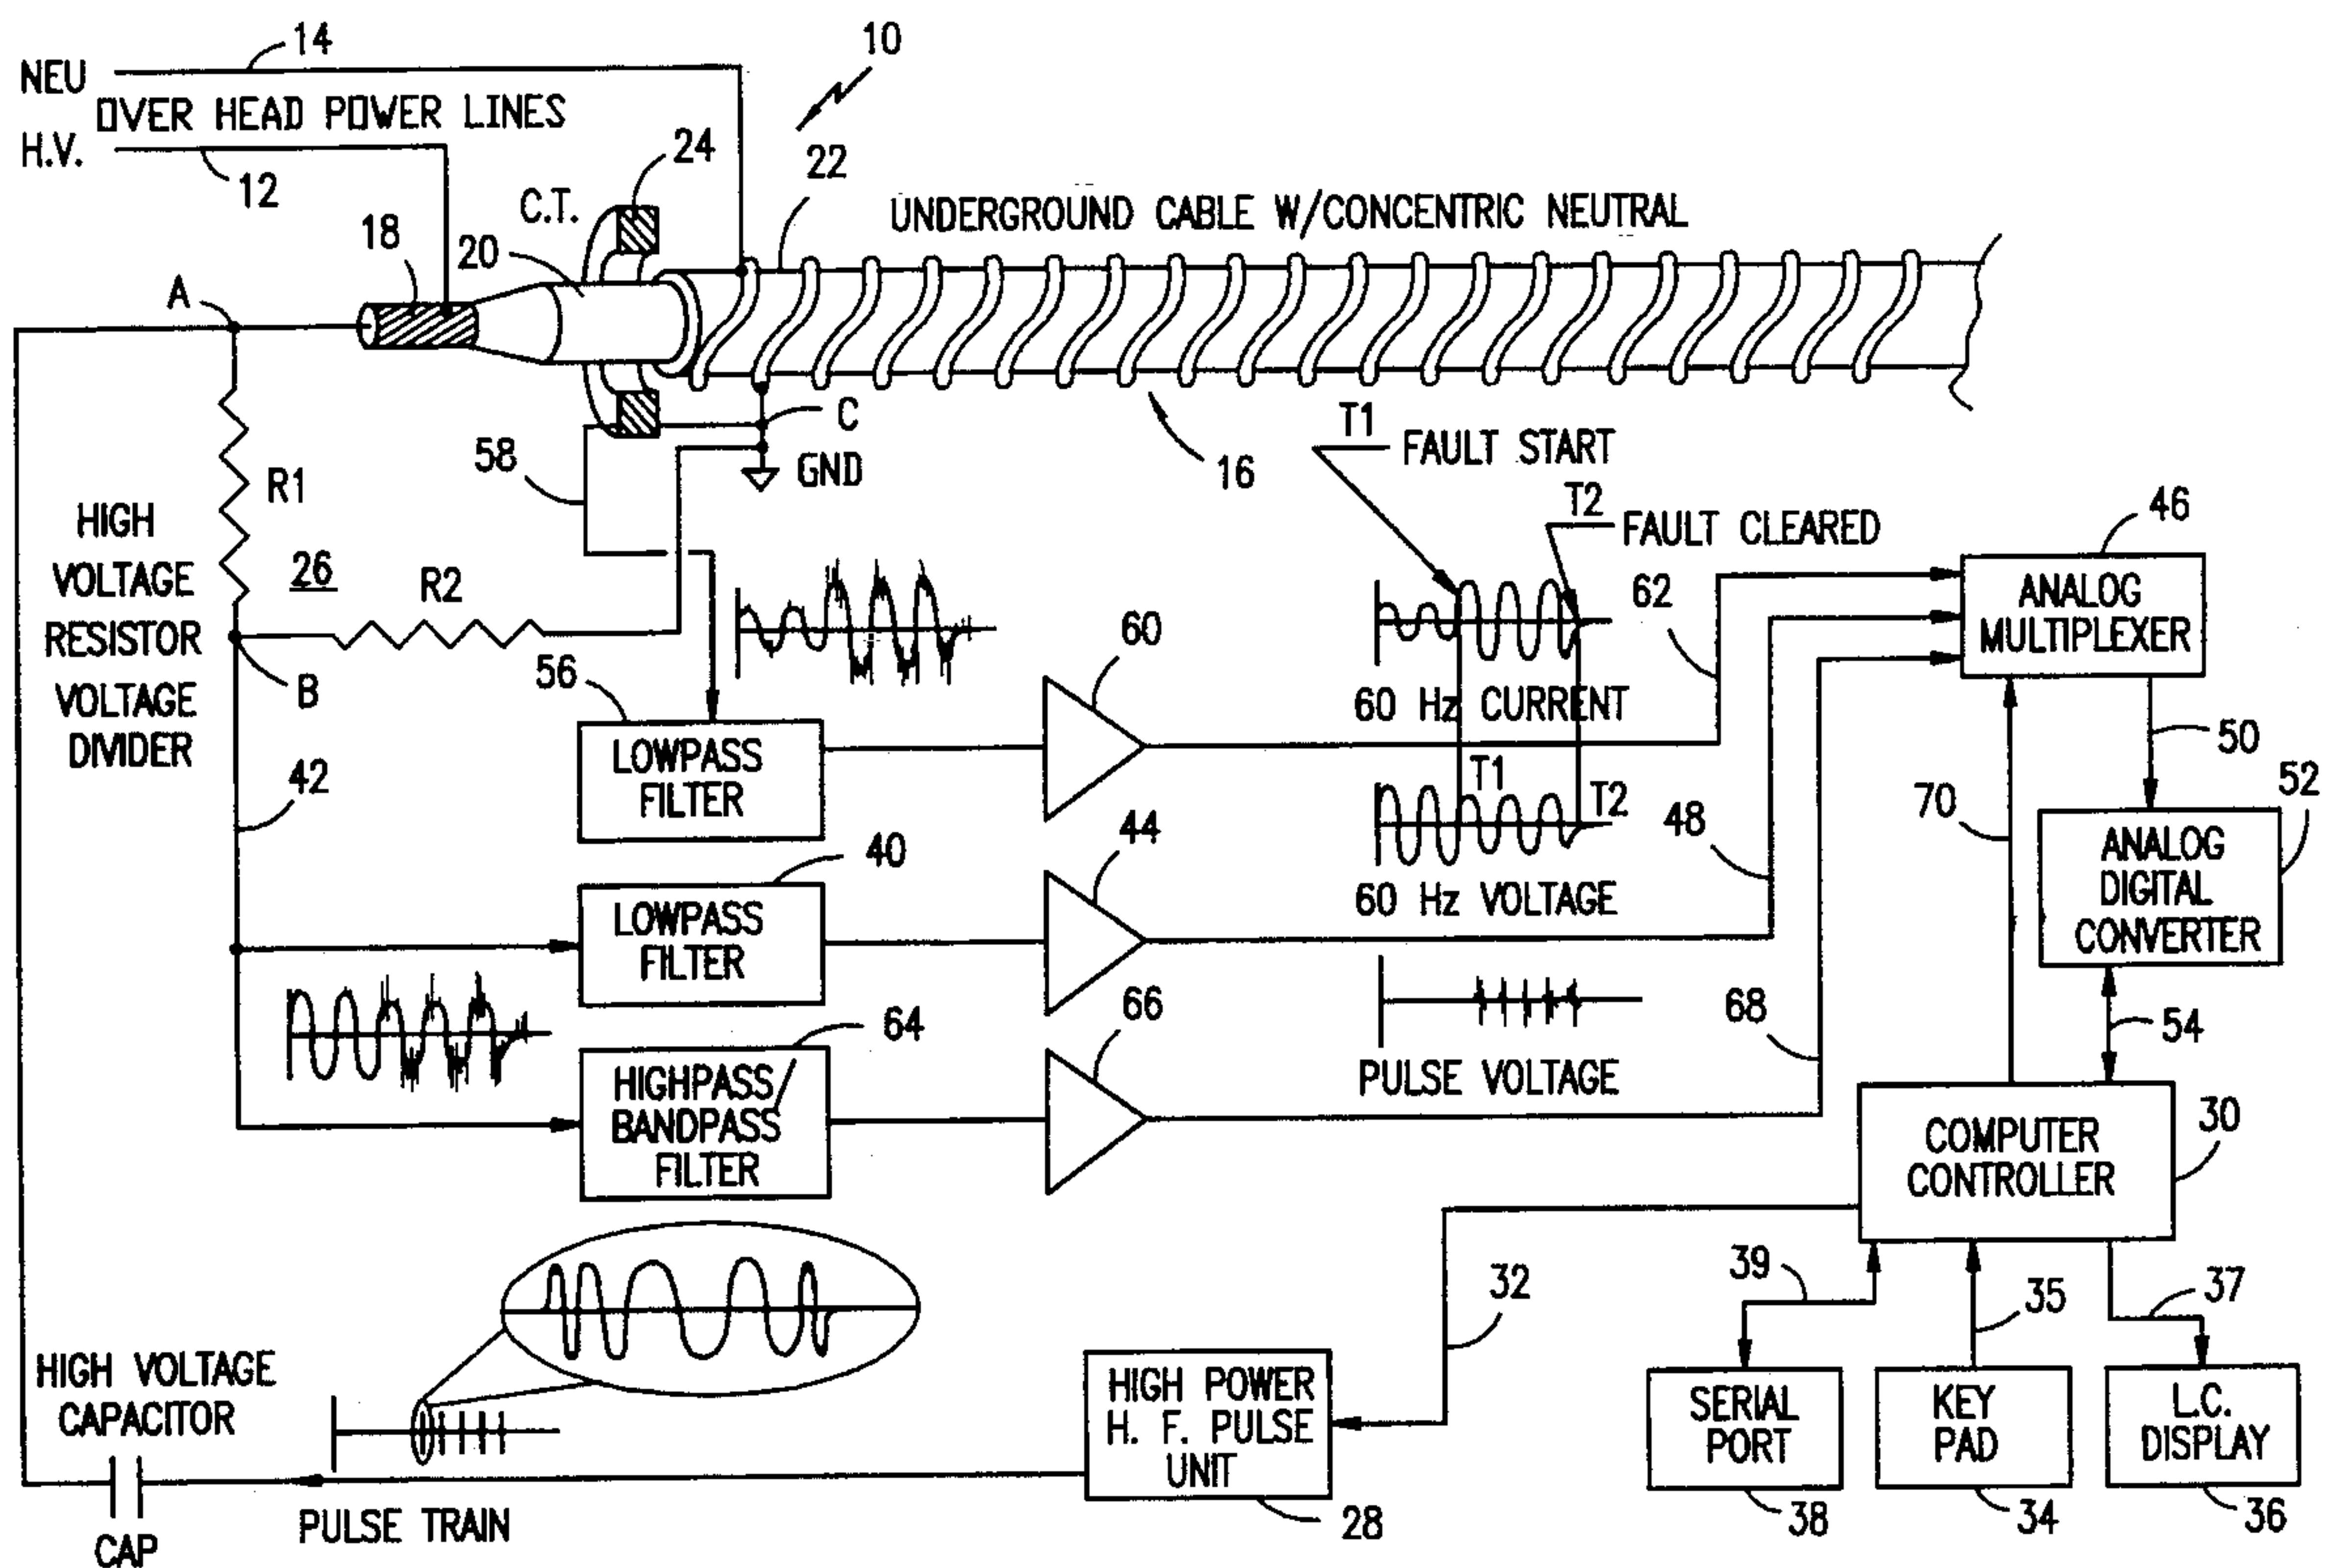 14
NEU
OVER HEAD POWER LINES
H.V.
12
10
24
22
C.T.
18
20
UNDERGROUND CABLE W/CONCENTRIC NEUTRAL
A
C
GND
58
16
T1
FAULT START
T2
FAULT CLEARED
R1
HIGH
VOLTAGE
RESISTOR
VOLTAGE
DIVIDER
26
R2
B
42
56
LOWPASS
FILTER
60
60 Hz CURRENT
T1
T2
60 Hz VOLTAGE
62
46
ANALOG
MULTIPLEXER
50
52
ANALOG
DIGITAL
CONVERTER
70
48
40
LOWPASS
FILTER
44
54
64
HIGHPASS/
BANDPASS
FILTER
66
PULSE VOLTAGE
68
COMPUTER
CONTROLLER
30
32
39
35
37
HIGH VOLTAGE
CAPACITOR
CAP
PULSE TRAIN
HIGH POWER
H. F. PULSE
UNIT
28
SERIAL
PORT
38
KEY
PAD
34
L.C.
DISPLAY
36